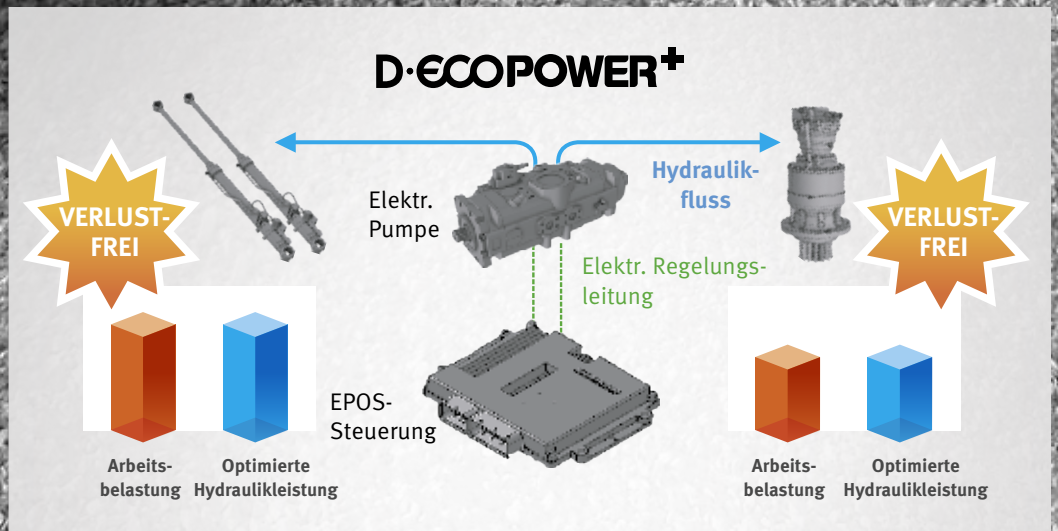 D·ECOPOWER+
VERLUST-
FREI
Elektr.
Pumpe
Hydraulik-
fluss
VERLUST-
FREI
Elektr. Regelungs-
leitung
EPOS-
Steuerung
Arbeits-
belastung
Optimierte
Hydraulikleistung
Arbeits-
belastung
Optimierte
Hydraulikleistung